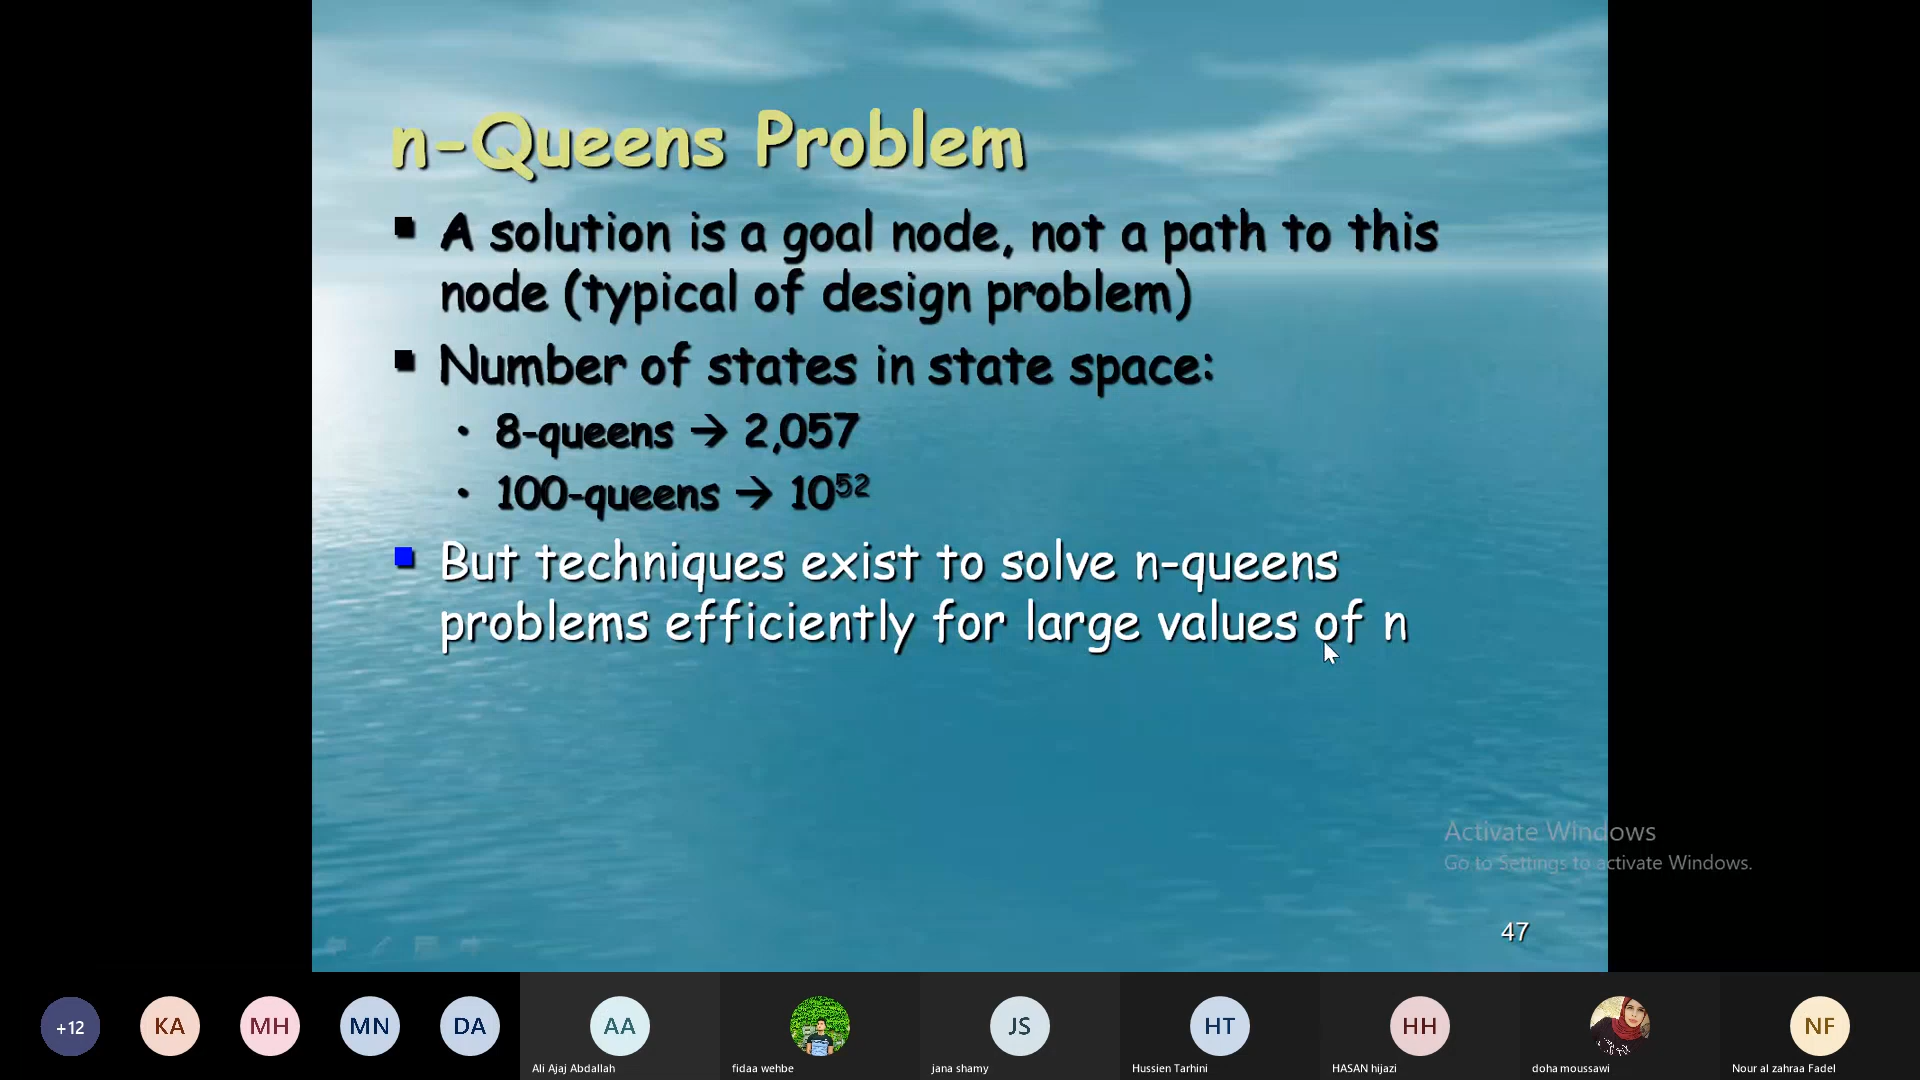 n-Queens Problem
▪ A solution is a goal node, not a path to this
node (typical of design problem)
▪ Number of states in state space:
• 8-queens → 2,057
• 100-queens → 10⁵²
▪ But techniques exist to solve n-queens
problems efficiently for large values of n
Activate Windows
Go to Settings to activate Windows.
47
+12
KA
MH
MN
DA
AA
JS
HT
HH
NF
Ali Ajaj Abdallah
fidaa wehbe
jana shamy
Hussien Tarhini
HASAN hijazi
doha moussawi
Nour al zahraa Fadel